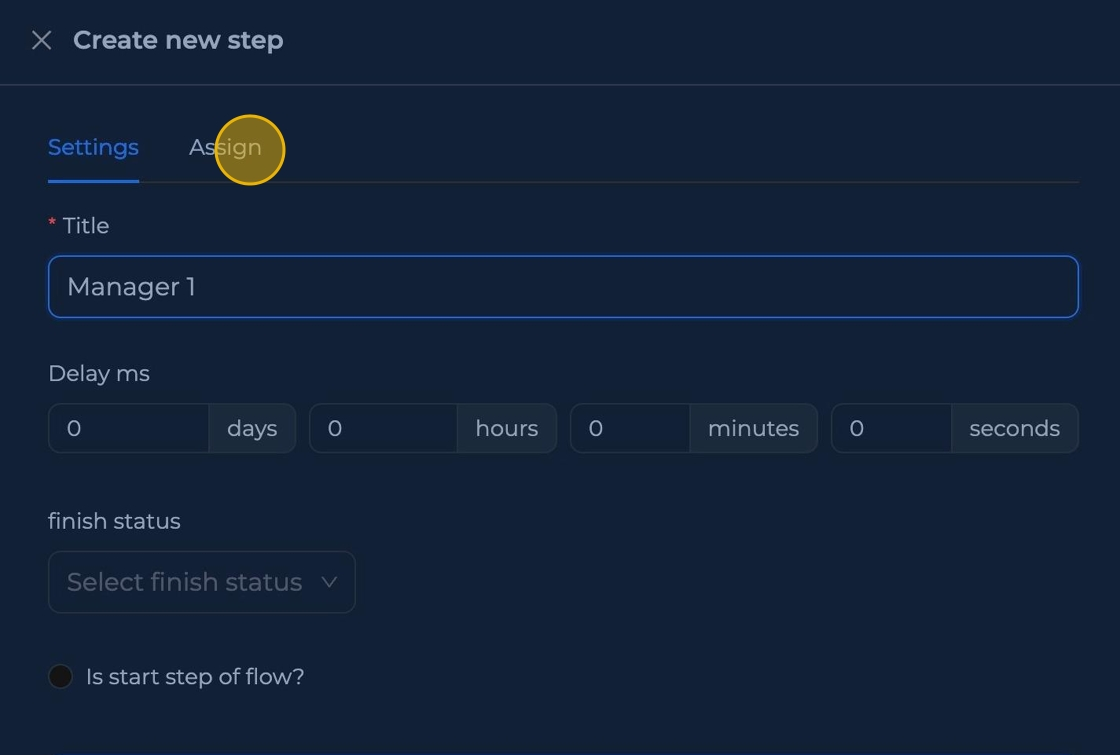 Create new step
Settings Assign
* Title
Manager 1
Delay ms
0 days 0 hours 0 minutes 0 seconds
finish status
Select finish status
Is start step of flow?